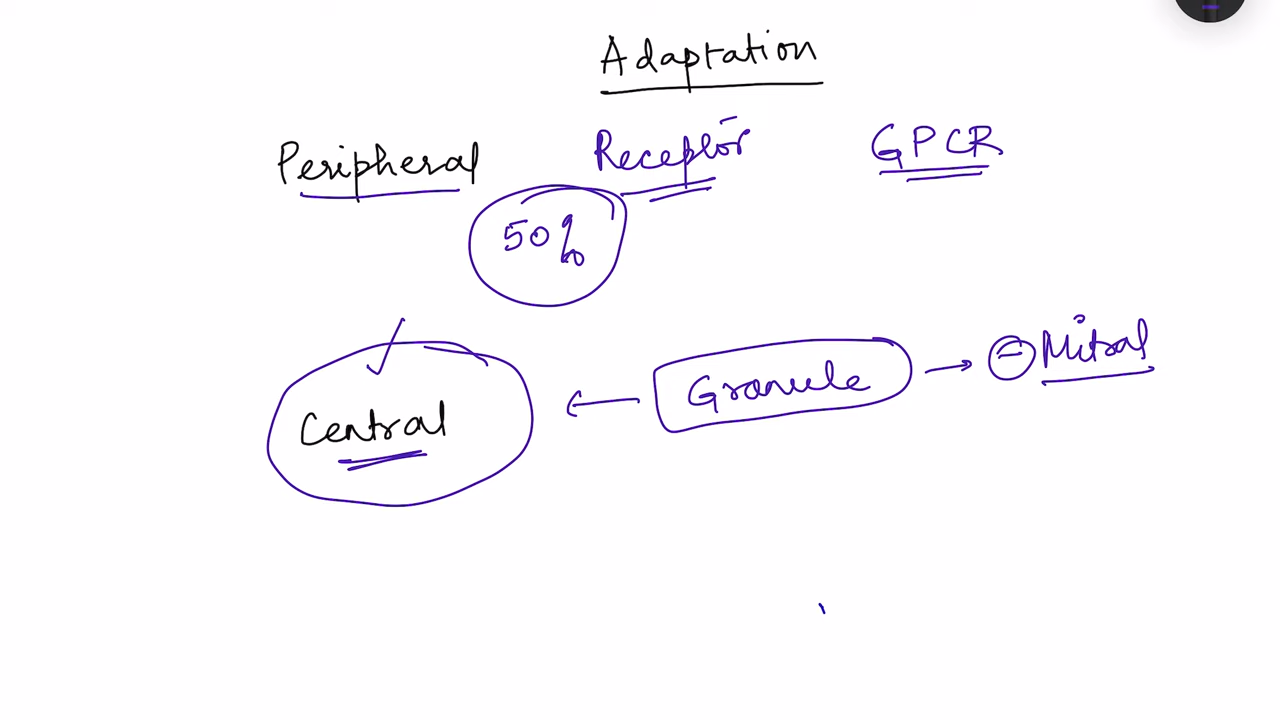 Adaptation
Peripheral Receptor GPCR
50%
Central ← Granule → ⊖ Mitral